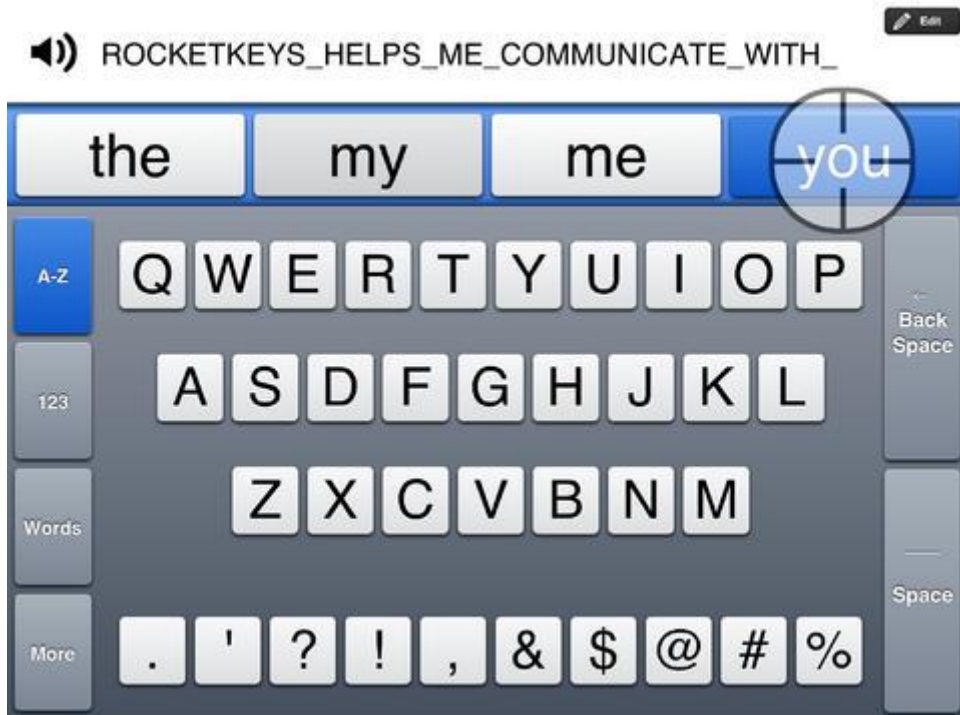 Edit
ROCKETKEYS_HELPS_ME_COMMUNICATE_WITH_
the my me you
A-Z Q W E R T Y U I O P ← Back Space
123 A S D F G H J K L
Words Z X C V B N M
Space
More . ' ? ! , & $ @ # %